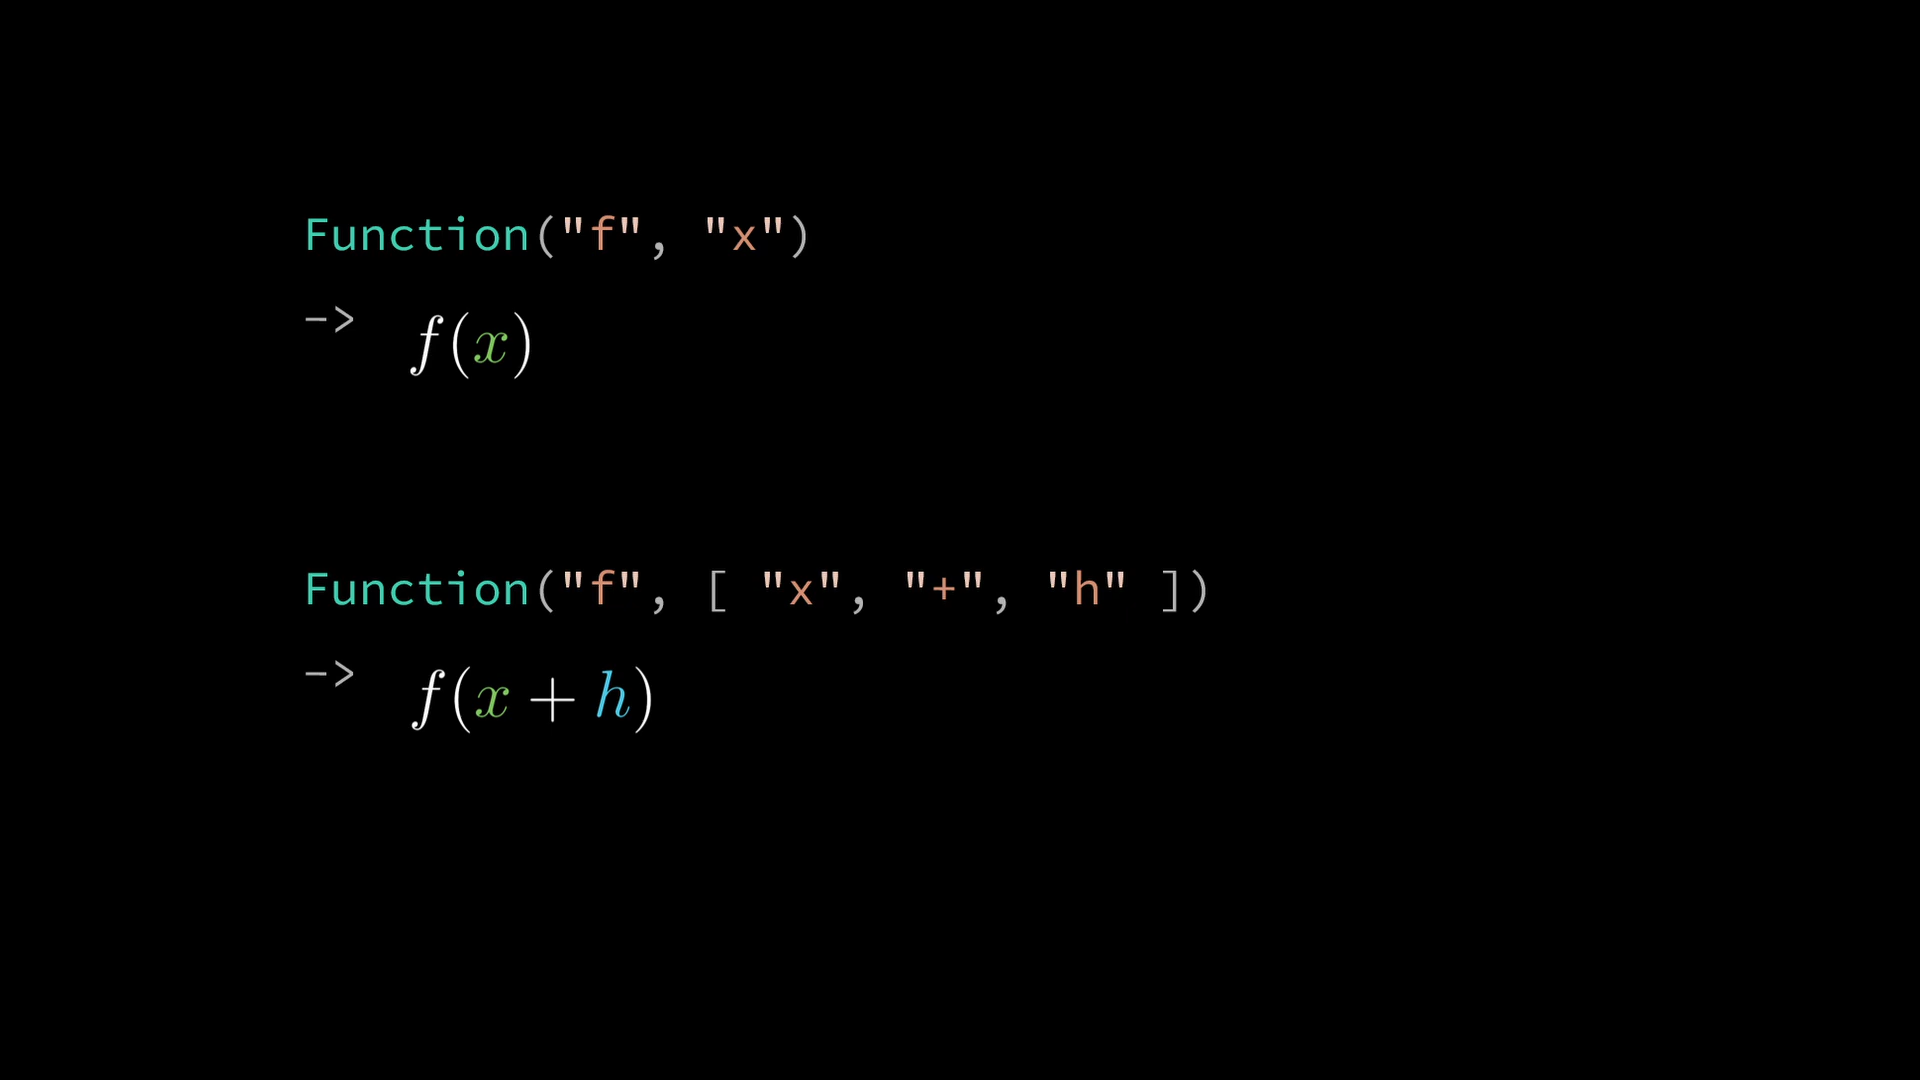 Function("f", "x")
-> f(x)
Function("f", [ "x", "+", "h" ])
-> f(x + h)